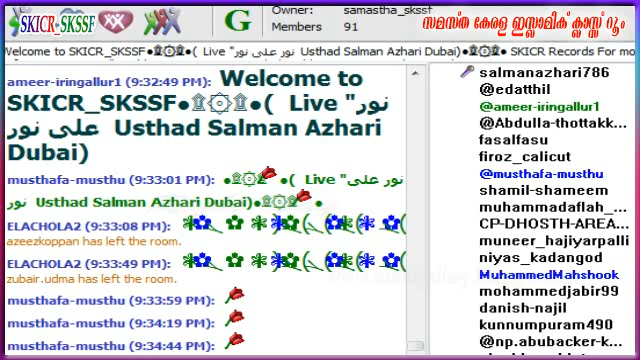 SKICR-SKSSF
G
Owner: samastha_skssf
Members 91
സമസ്ത കേരള ഇസ്ലാമിക് ക്ലാസ്സ് റൂം
Welcome to SKICR_SKSSF●۩۞۩●( Live "نور على نور Usthad Salman Azhari Dubai)●۩۞۩● SKICR Records For mo
ameer-iringallur1 (9:32:49 PM): Welcome to
SKICR_SKSSF●۩۞۩●( Live "نور
على نور Usthad Salman Azhari
Dubai)
musthafa-musthu (9:33:01 PM): ●۩۞۩ ●( Live "نور على
نور Usthad Salman Azhari Dubai)●۩۞۩ ●
ELACHOLA2 (9:33:08 PM):
azeezkoppan has left the room.
ELACHOLA2 (9:33:49 PM):
zubair.udma has left the room.
musthafa-musthu (9:33:59 PM):
musthafa-musthu (9:34:19 PM):
musthafa-musthu (9:34:44 PM):
salmanazhari786
@edatthil
@ameer-iringallur1
@Abdulla-thottakk...
fasalfasu
firoz_calicut
@musthafa-musthu
shamil-shameem
muhammadaflah_...
CP-DHOSTH-AREA...
muneer_hajiyarpalli
niyas_kadangod
MuhammedMahshook
mohammedjabir99
danish-najil
kunnumpuram490
@np.abubacker-k...